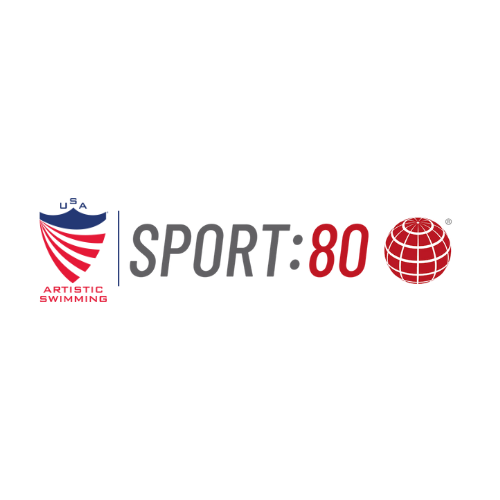 USA
ARTISTIC
SWIMMING
SPORT:80
®